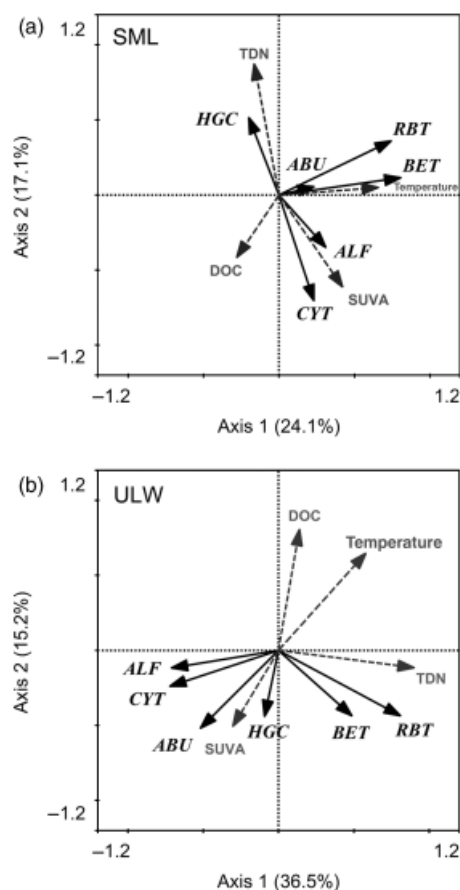 (a)
1.2
SML
TDN
HGC
RBT
ABU
BET
Temperature
DOC
ALF
SUVA
CYT
Axis 2 (17.1%)
−1.2
−1.2
1.2
Axis 1 (24.1%)
(b)
1.2
ULW
DOC
Temperature
ALF
TDN
CYT
ABU
SUVA
HGC
BET
RBT
Axis 2 (15.2%)
−1.2
−1.2
1.2
Axis 1 (36.5%)